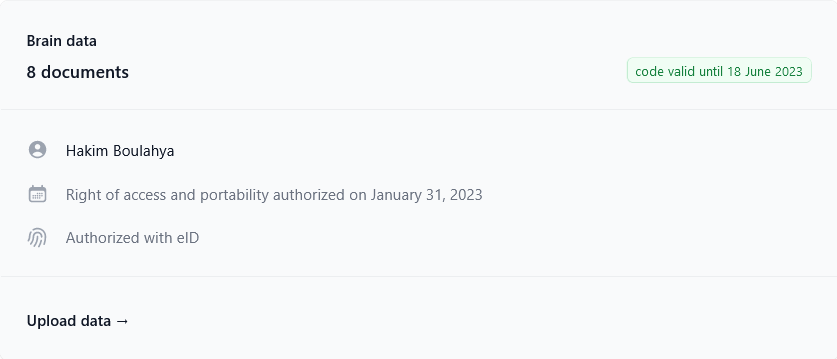 Brain data
8 documents
code valid until 18 June 2023
Hakim Boulahya
Right of access and portability authorized on January 31, 2023
Authorized with eID
Upload data →